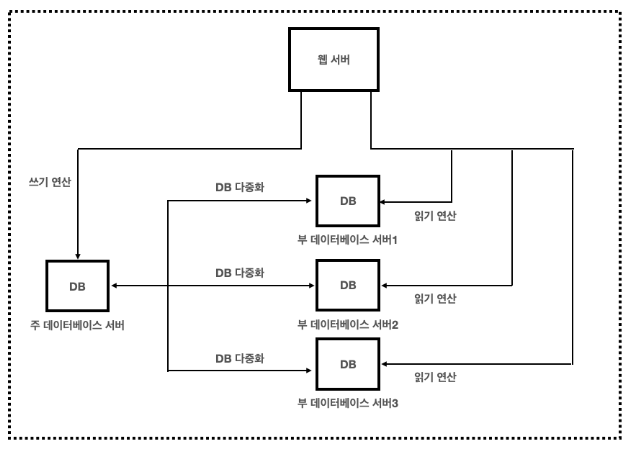 웹 서버
쓰기 연산
DB 다중화
DB
읽기 연산
부 데이터베이스 서버1
DB
주 데이터베이스 서버
DB 다중화
DB
읽기 연산
부 데이터베이스 서버2
DB 다중화
DB
읽기 연산
부 데이터베이스 서버3